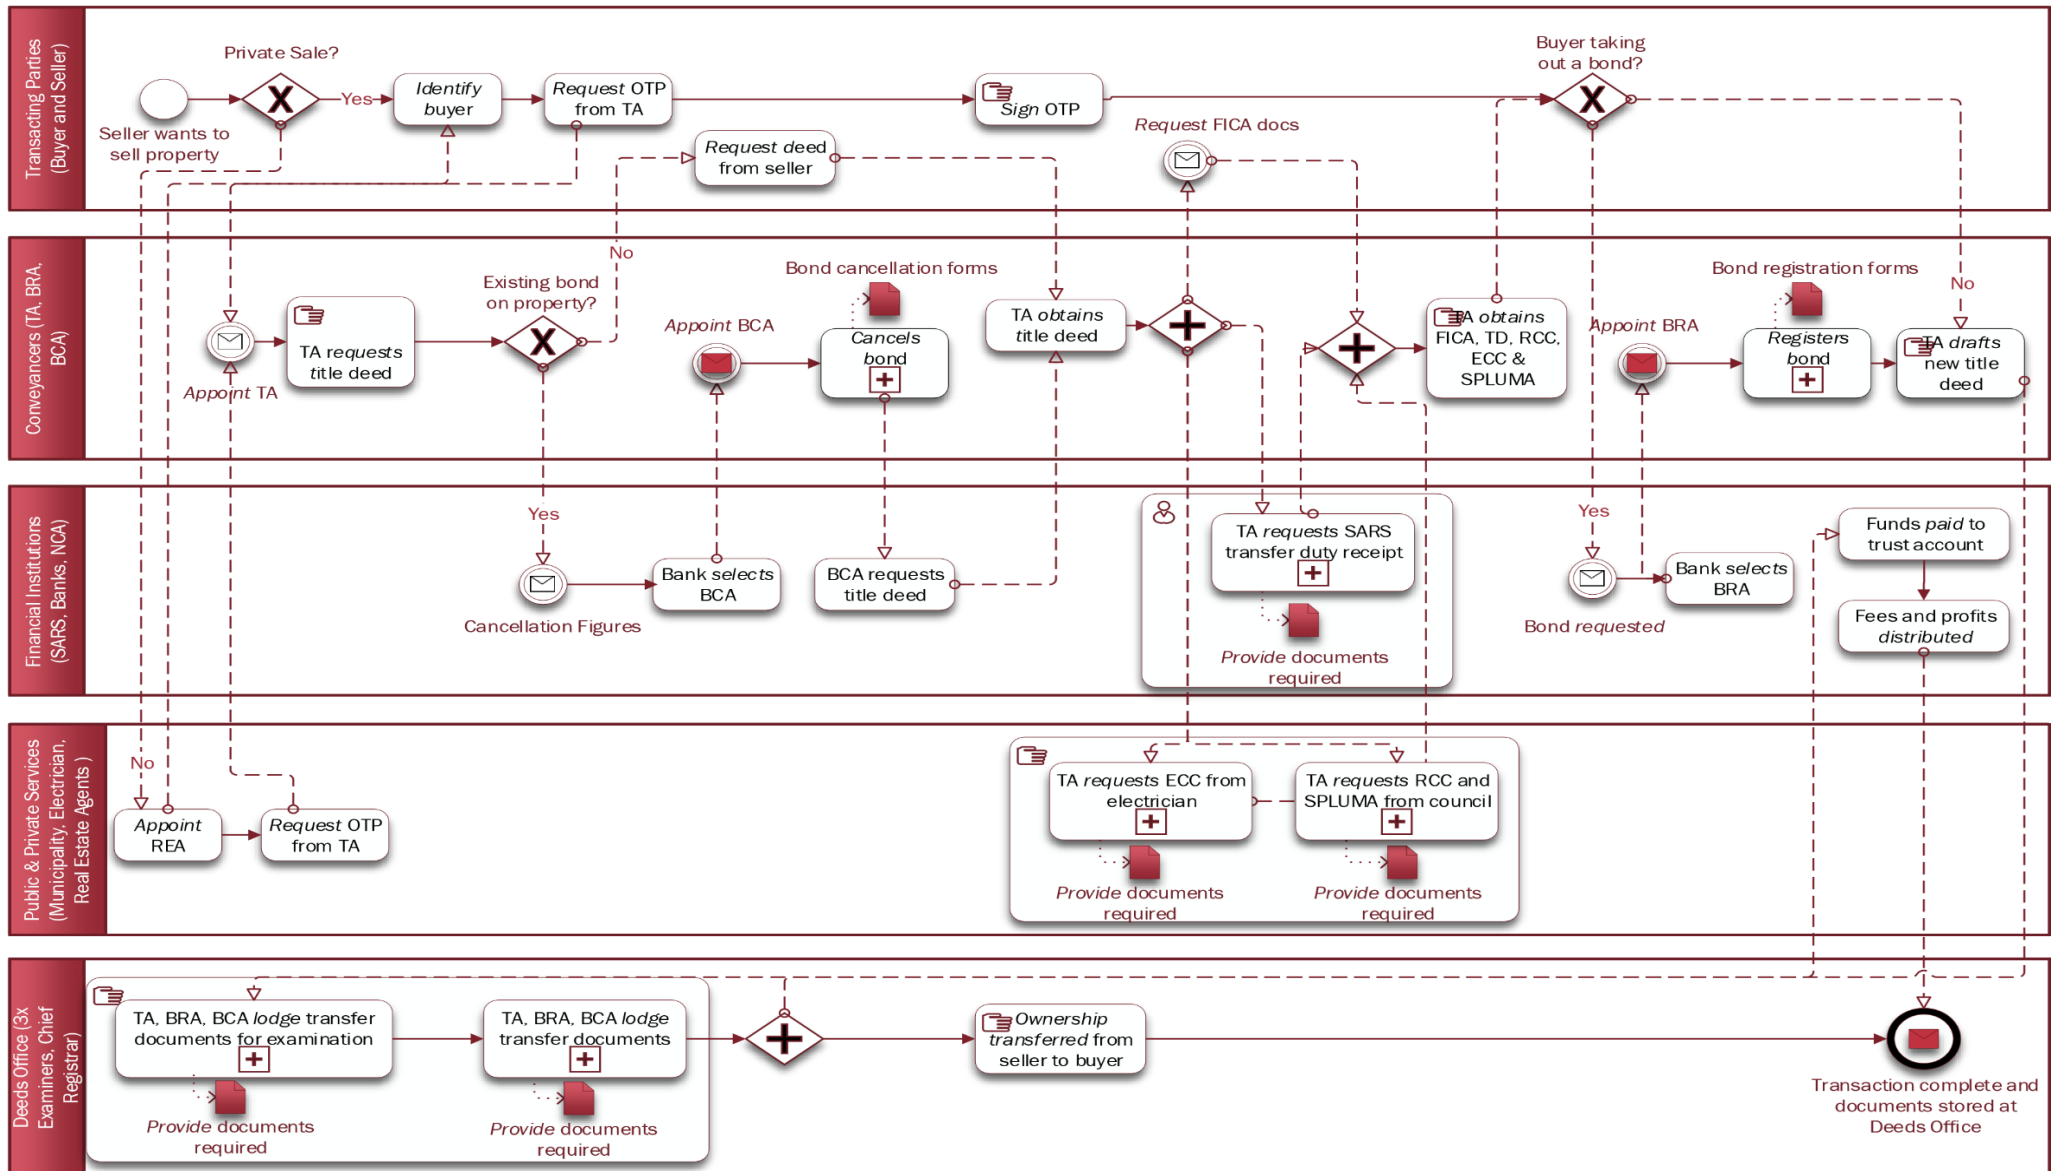 Transacting Parties
(Buyer and Seller)
Private Sale?
Seller wants to
sell property
Yes
Identify
buyer
Request OTP
from TA
Request deed
from seller
Sign OTP
Request FICA docs
Buyer taking
out a bond?
Conveyancers (TA, BRA,
BCA)
Appoint TA
TA requests
title deed
Existing bond
on property?
No
Appoint BCA
Bond cancellation forms
Cancels
bond
TA obtains
title deed
TA obtains
FICA, TD, RCC,
ECC &
SPLUMA
Appoint BRA
Bond registration forms
Registers
bond
No
TA drafts
new title
deed
Financial Institutions
(SARS, Banks, NCA)
Yes
Cancellation Figures
Bank selects
BCA
BCA requests
title deed
TA requests SARS
transfer duty receipt
Provide documents
required
Yes
Bond requested
Bank selects
BRA
Funds paid to
trust account
Fees and profits
distributed
Public & Private Services
(Municipality, Electrician,
Real Estate Agents )
No
Appoint
REA
Request OTP
from TA
TA requests ECC from
electrician
Provide documents
required
TA requests RCC and
SPLUMA from council
Provide documents
required
Deeds Office (3x
Examiners, Chief
Registrar)
TA, BRA, BCA lodge transfer
documents for examination
Provide documents
required
TA, BRA, BCA lodge
transfer documents
Provide documents
required
Ownership
transferred from
seller to buyer
Transaction complete and
documents stored at
Deeds Office